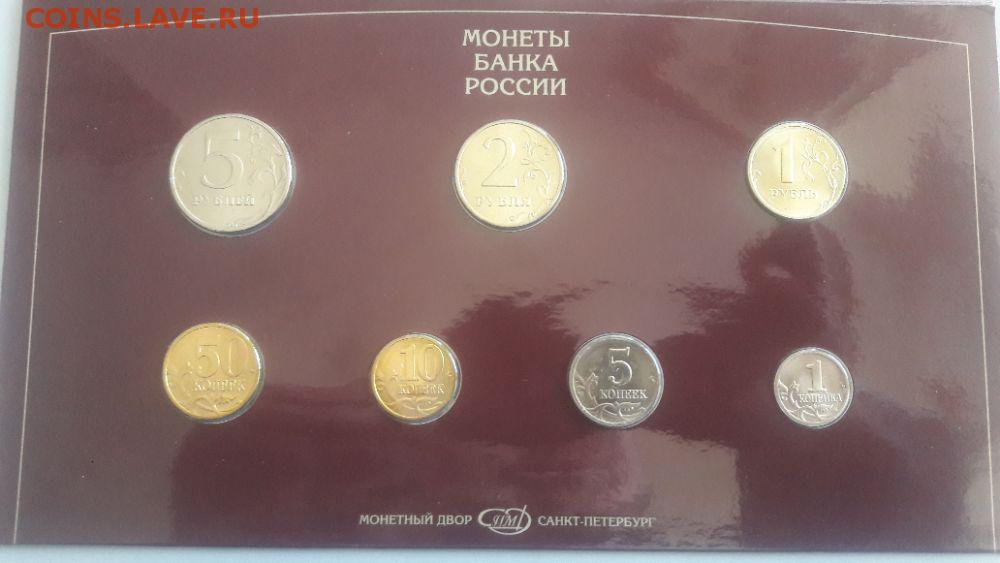 COINS.LAVE.RU
МОНЕТЫ
БАНКА
РОССИИ
5
РУБЛЕЙ
2
РУБЛЯ
1
РУБЛЬ
50
КОПЕЕК
10
КОПЕЕК
5
КОПЕЕК
1
КОПЕЙКА
МОНЕТНЫЙ ДВОР СПМД САНКТ-ПЕТЕРБУРГ